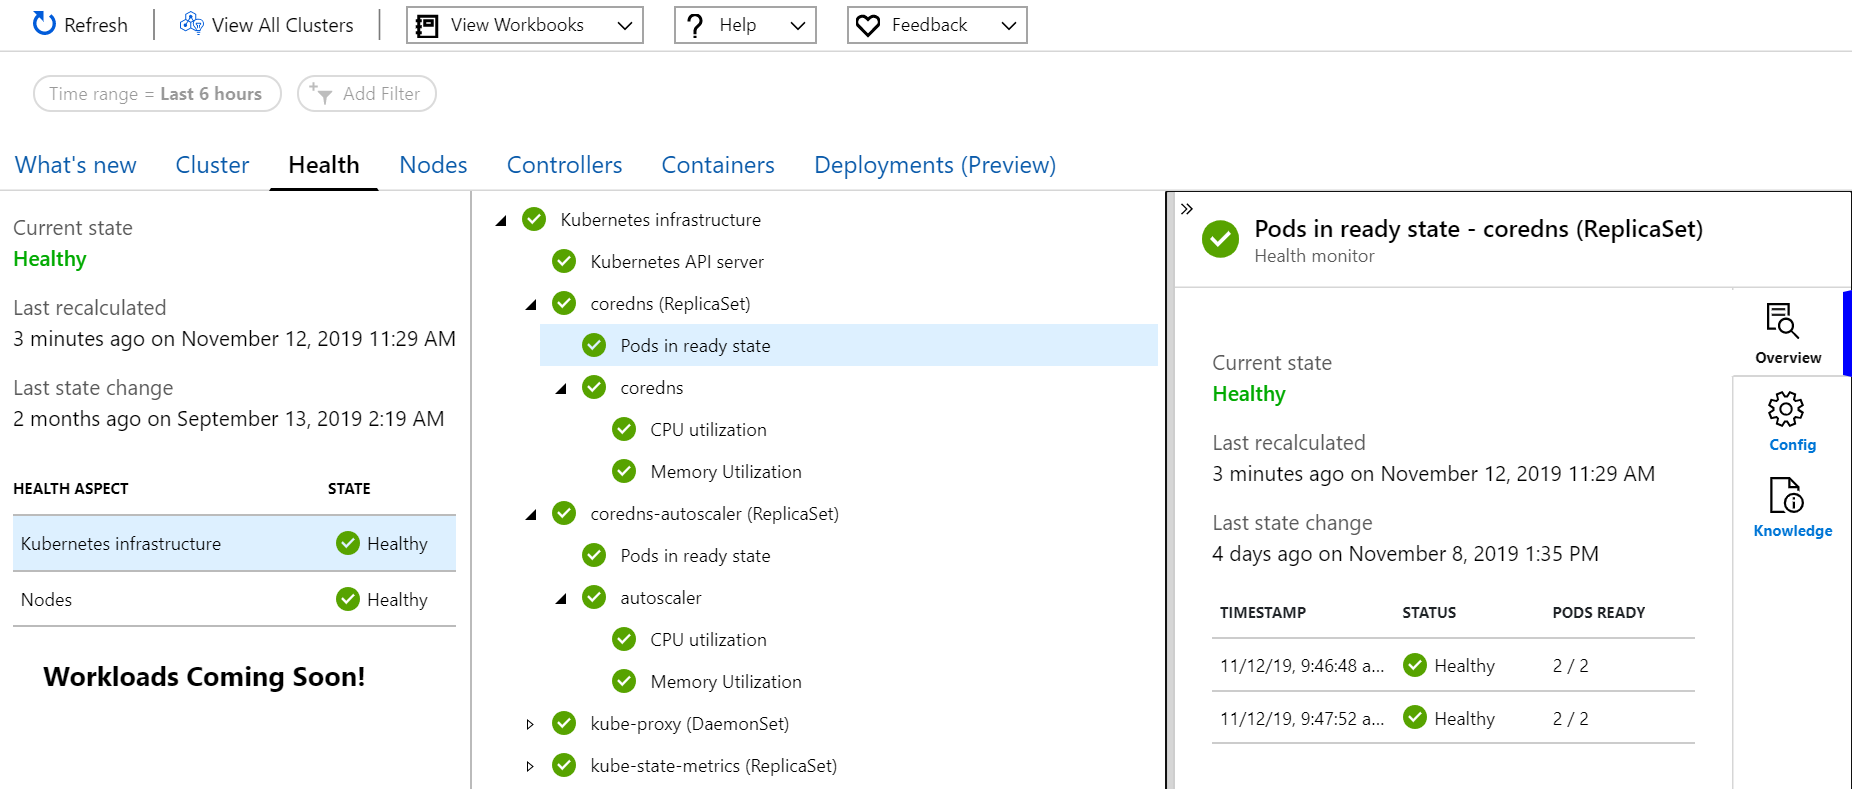 Refresh
View All Clusters
View Workbooks
Help
Feedback
Time range = Last 6 hours
Add Filter
What's new
Cluster
Health
Nodes
Controllers
Containers
Deployments (Preview)
Current state
Healthy
Last recalculated
3 minutes ago on November 12, 2019 11:29 AM
Last state change
2 months ago on September 13, 2019 2:19 AM
HEALTH ASPECT STATE
Kubernetes infrastructure Healthy
Nodes Healthy
Workloads Coming Soon!
Kubernetes infrastructure
Kubernetes API server
coredns (ReplicaSet)
Pods in ready state
coredns
CPU utilization
Memory Utilization
coredns-autoscaler (ReplicaSet)
Pods in ready state
autoscaler
CPU utilization
Memory Utilization
kube-proxy (DaemonSet)
kube-state-metrics (ReplicaSet)
Pods in ready state - coredns (ReplicaSet)
Health monitor
Current state
Healthy
Last recalculated
3 minutes ago on November 12, 2019 11:29 AM
Last state change
4 days ago on November 8, 2019 1:35 PM
TIMESTAMP STATUS PODS READY
11/12/19, 9:46:48 a... Healthy 2 / 2
11/12/19, 9:47:52 a... Healthy 2 / 2
Overview
Config
Knowledge